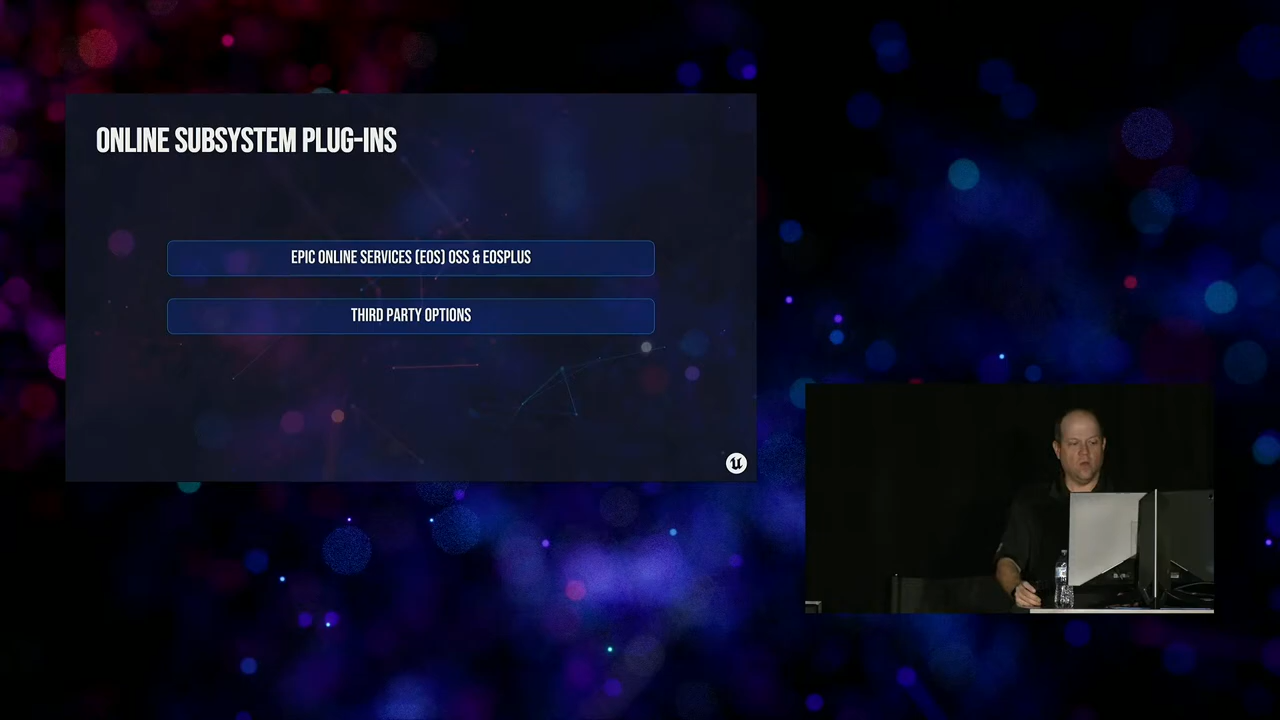 ONLINE SUBSYSTEM PLUG-INS
EPIC ONLINE SERVICES (EOS) OSS & EOSPLUS
THIRD PARTY OPTIONS